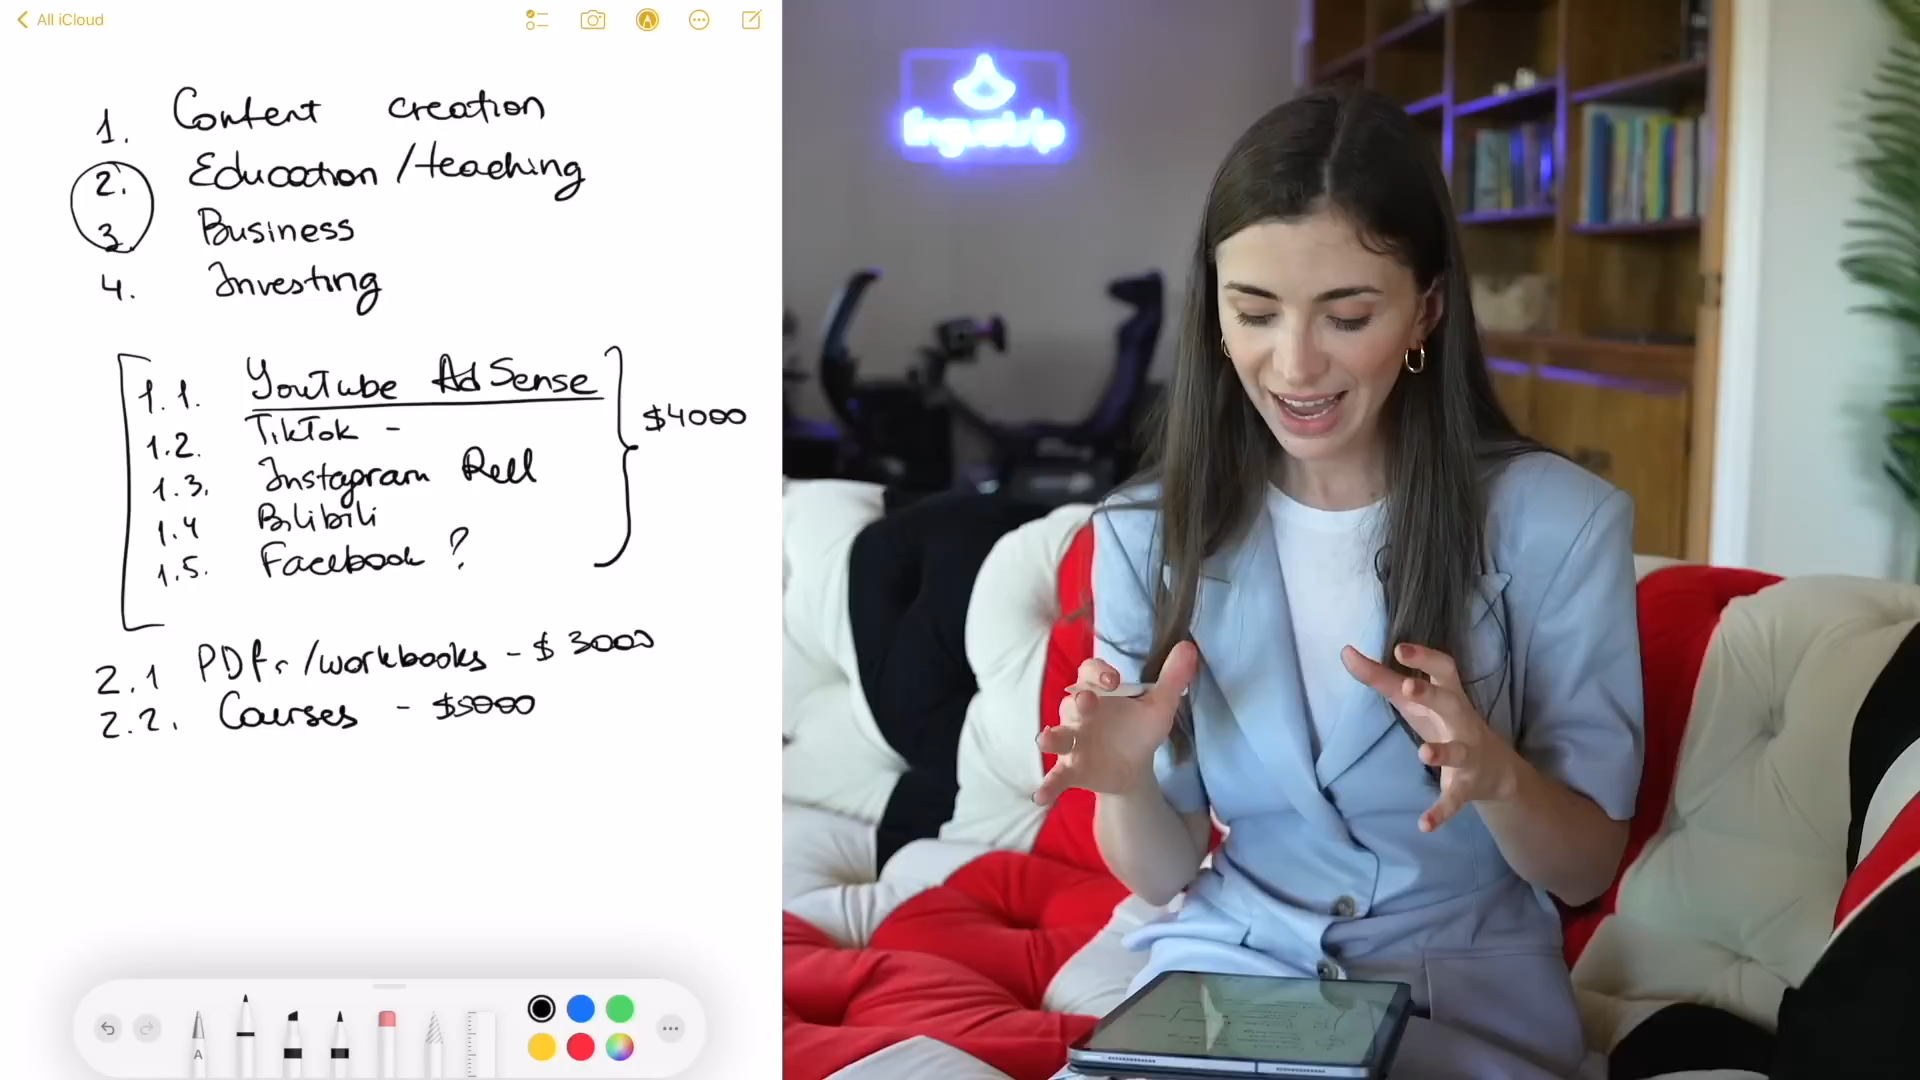 All iCloud
1. Content creation
2. Education / teaching
3. Business
4. Investing
1.1. YouTube AdSense
1.2. TikTok -
1.3. Instagram Reel
1.4 Bilibili
1.5. Facebook ?
$4000
2.1 PDFs /workbooks - $ 3000
2.2. Courses - $5000
A